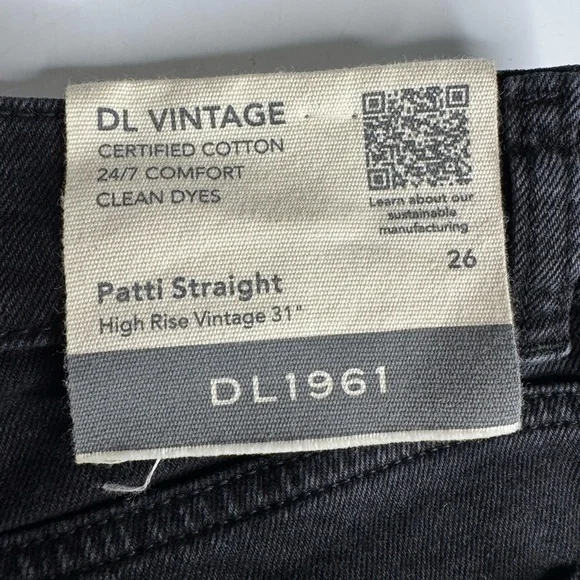 DL VINTAGE
CERTIFIED COTTON
24/7 COMFORT
CLEAN DYES
Learn about our
sustainable
manufacturing
26
Patti Straight
High Rise Vintage 31"
DL1961